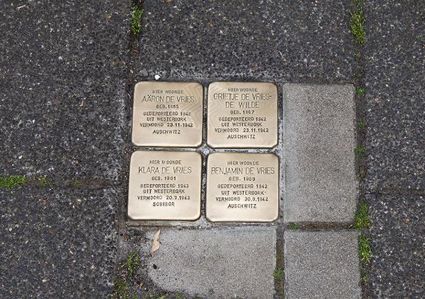 HIER WOONDE
AARON DE VRIES
GEB. 1885
GEDEPORTEERD 1942
UIT WESTERBORK
VERMOORD 23.11.1942
AUSCHWITZ
HIER WOONDE
GRIETJE DE VRIES-
DE WILDE
GEB. 1887
GEDEPORTEERD 1942
UIT WESTERBORK
VERMOORD 23.11.1942
AUSCHWITZ
HIER WOONDE
KLARA DE VRIES
GEB. 1901
GEDEPORTEERD 1943
UIT WESTERBORK
VERMOORD 20.3.1943
SOBIBOR
HIER WOONDE
BENJAMIN DE VRIES
GEB. 1909
GEDEPORTEERD 1942
UIT WESTERBORK
VERMOORD 30.9.1942
AUSCHWITZ